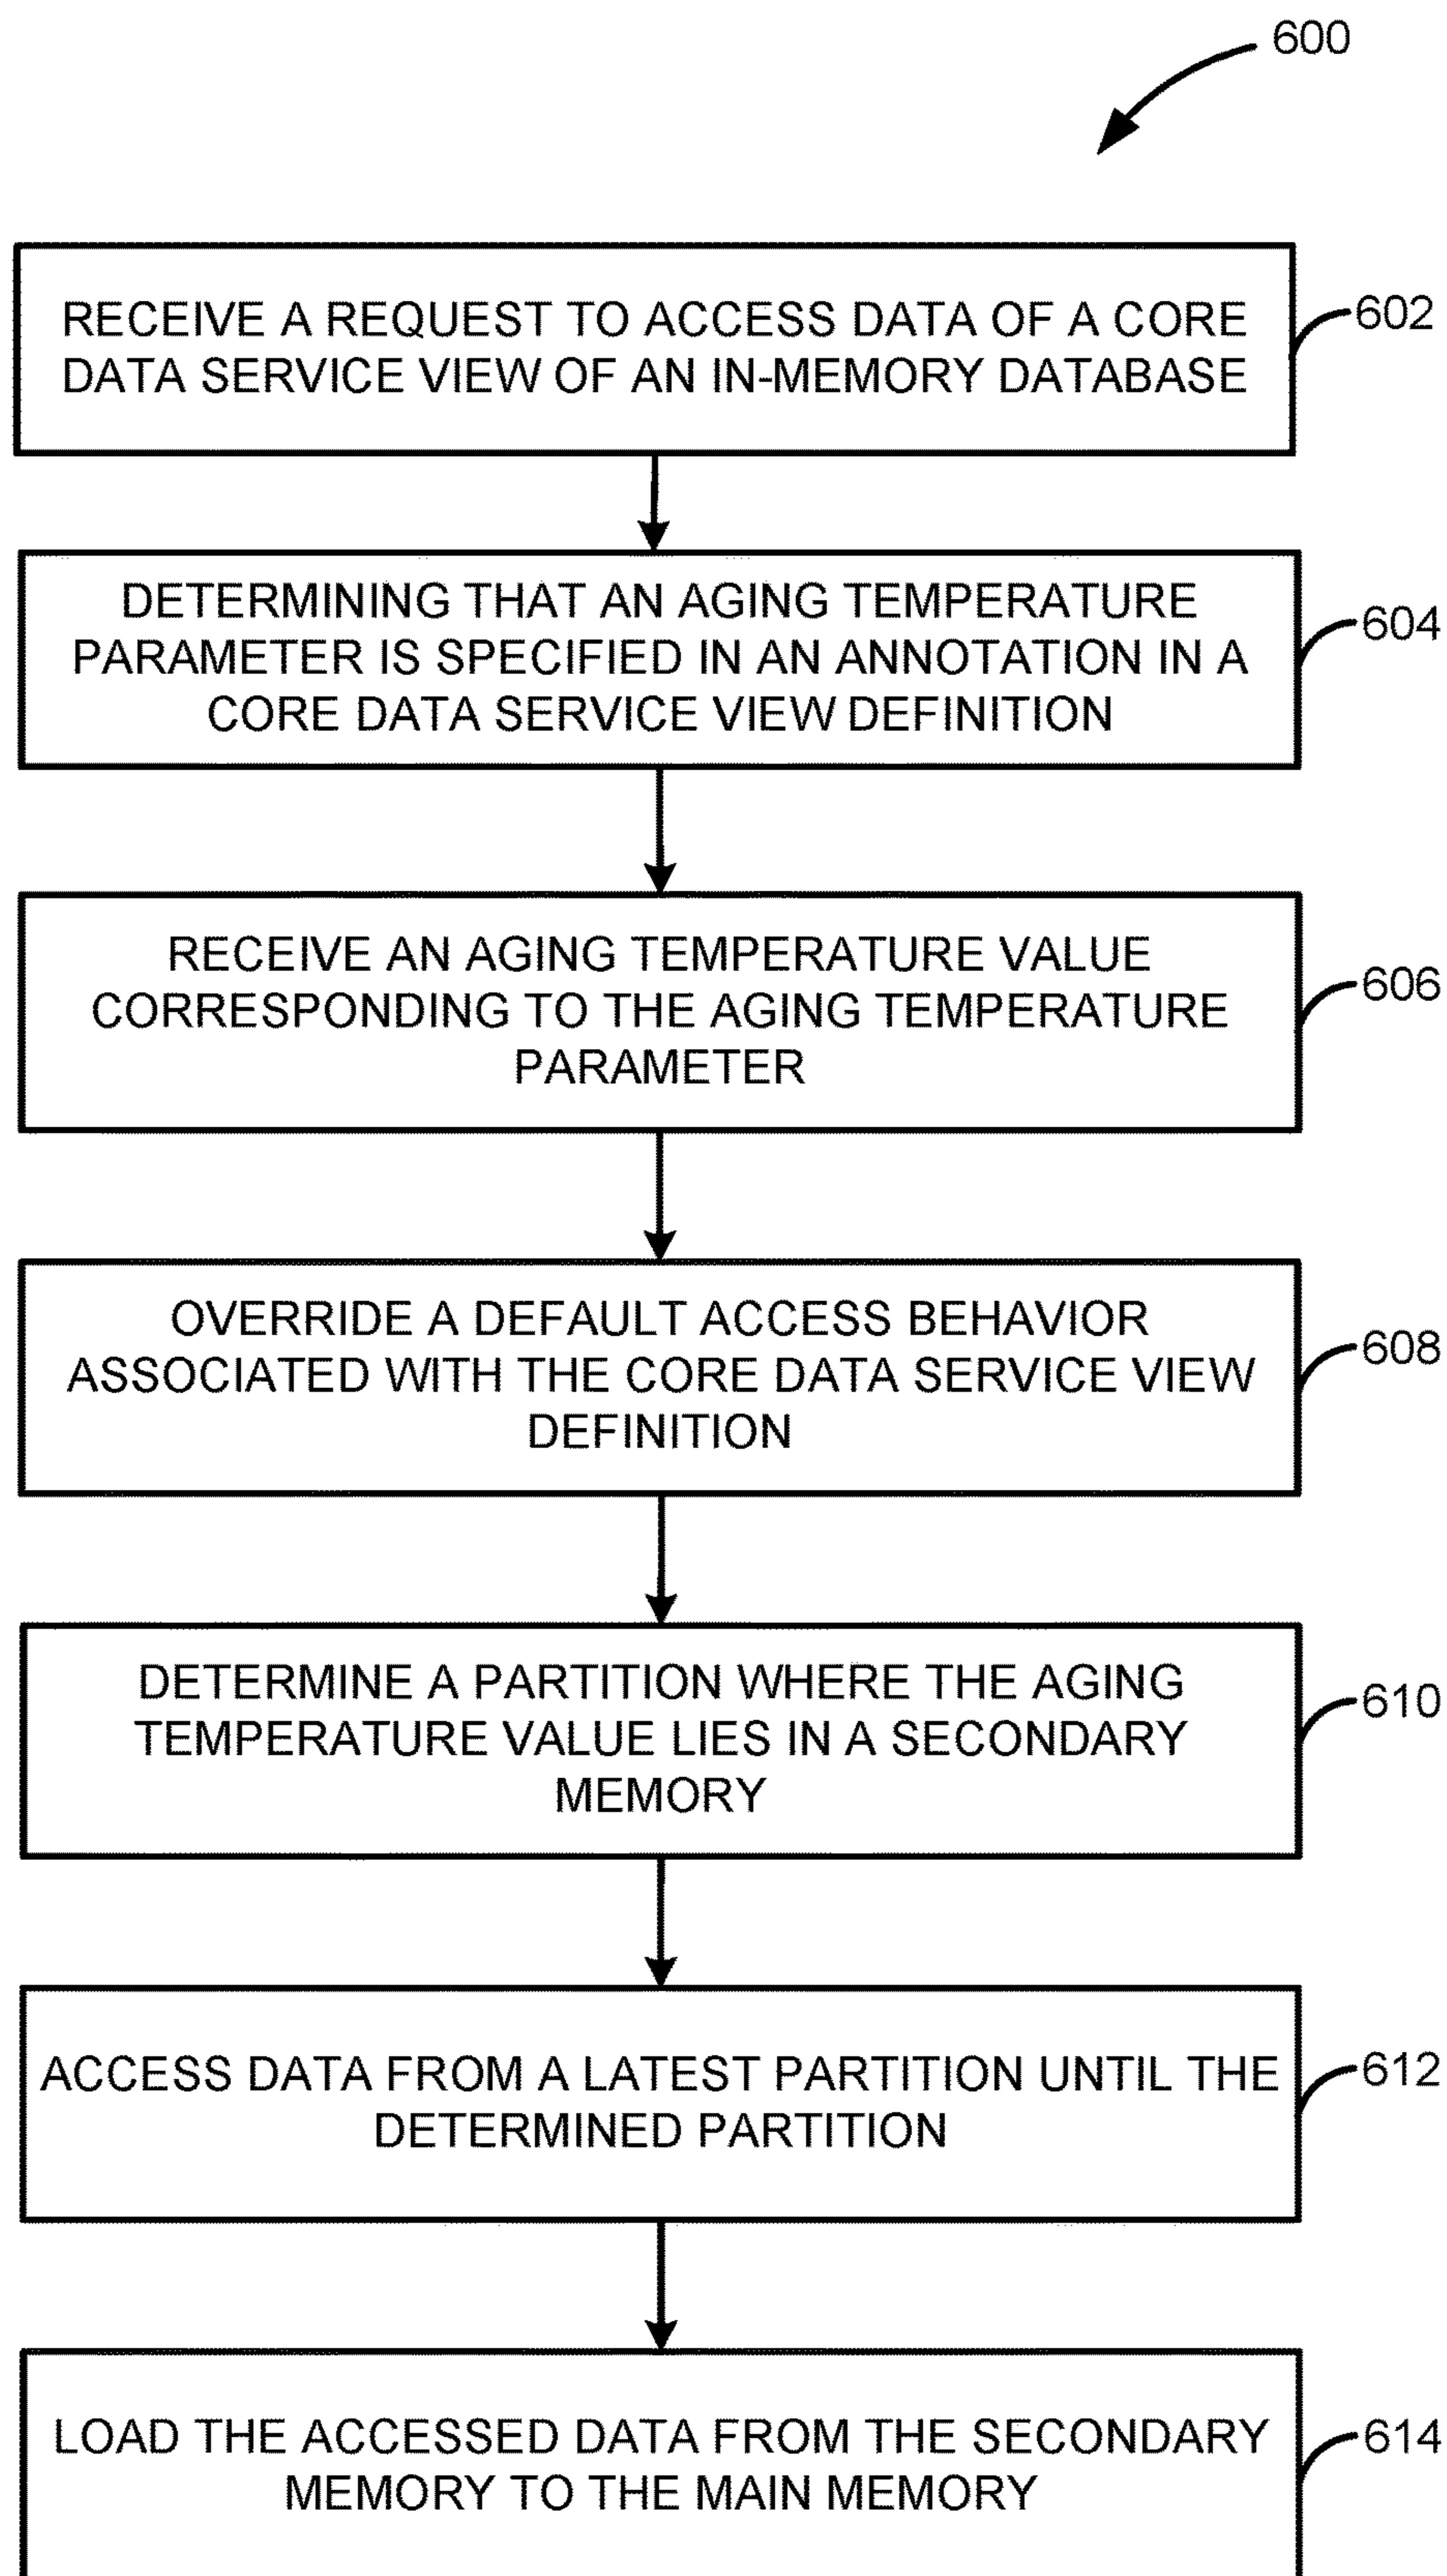 600
RECEIVE A REQUEST TO ACCESS DATA OF A CORE
DATA SERVICE VIEW OF AN IN-MEMORY DATABASE
602
DETERMINING THAT AN AGING TEMPERATURE
PARAMETER IS SPECIFIED IN AN ANNOTATION IN A
CORE DATA SERVICE VIEW DEFINITION
604
RECEIVE AN AGING TEMPERATURE VALUE
CORRESPONDING TO THE AGING TEMPERATURE
PARAMETER
606
OVERRIDE A DEFAULT ACCESS BEHAVIOR
ASSOCIATED WITH THE CORE DATA SERVICE VIEW
DEFINITION
608
DETERMINE A PARTITION WHERE THE AGING
TEMPERATURE VALUE LIES IN A SECONDARY
MEMORY
610
ACCESS DATA FROM A LATEST PARTITION UNTIL THE
DETERMINED PARTITION
612
LOAD THE ACCESSED DATA FROM THE SECONDARY
MEMORY TO THE MAIN MEMORY
614